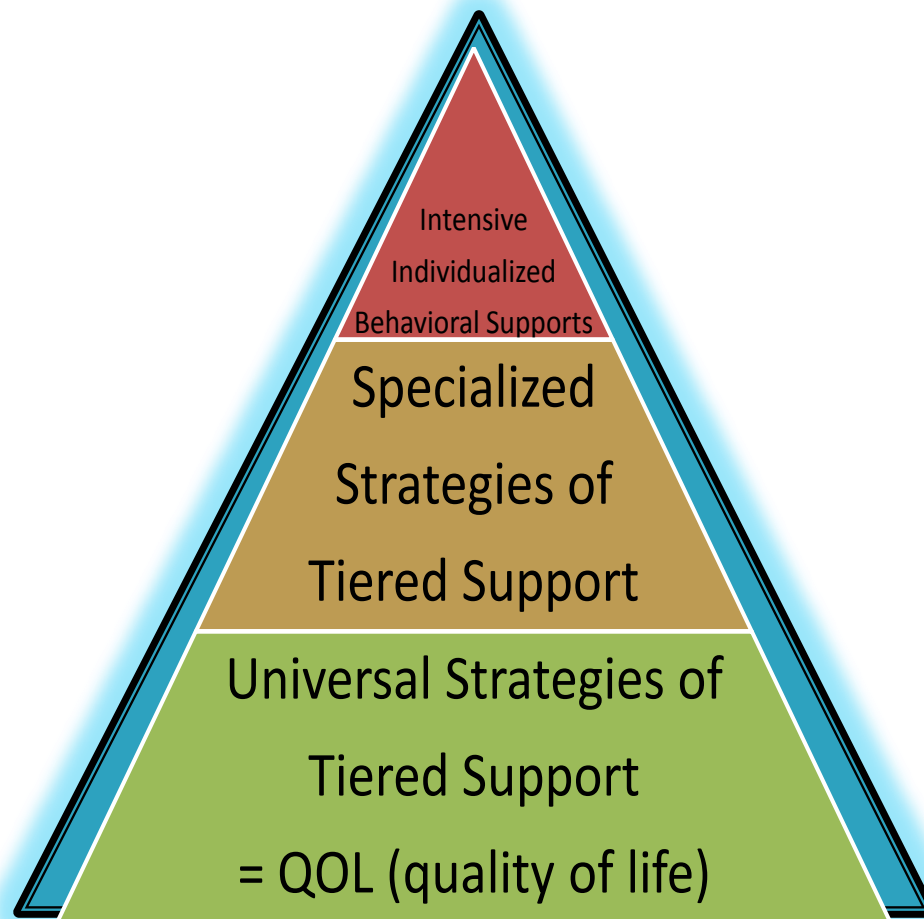 Intensive
Individualized
Behavioral Supports
Specialized
Strategies of
Tiered Support
Universal Strategies of
Tiered Support
= QOL (quality of life)